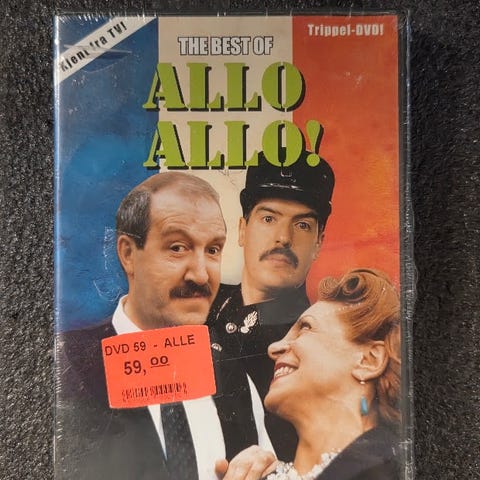 Kjent fra TV!
Trippel-DVD!
THE BEST OF
ALLO
ALLO!
DVD 59 - ALLE
59,00